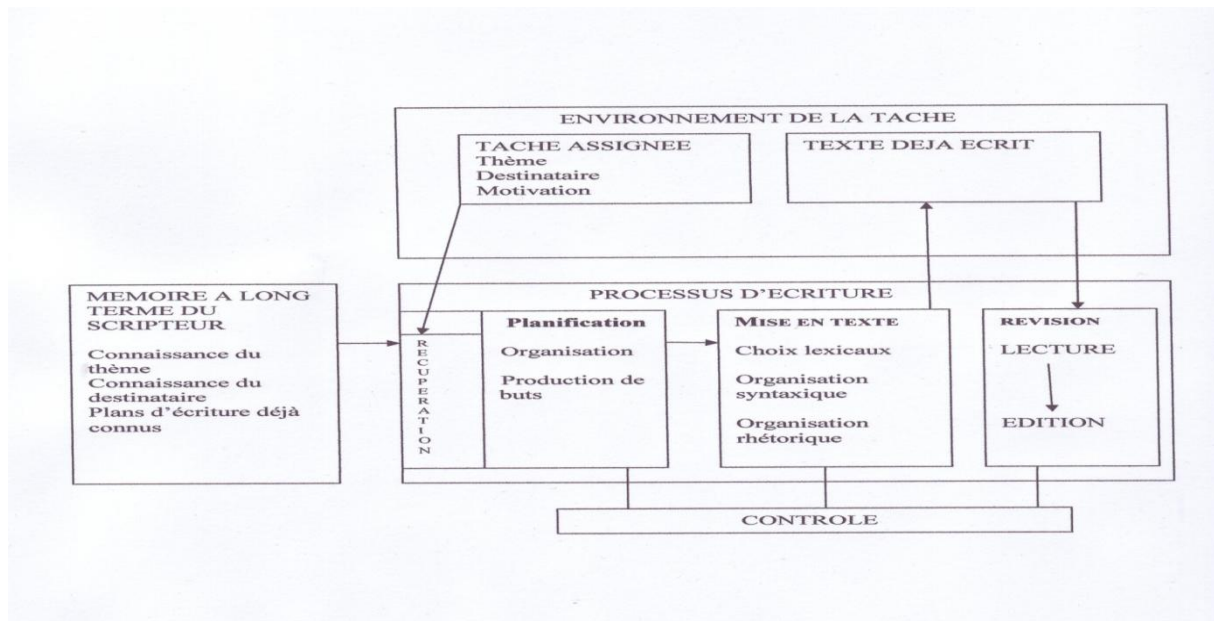 ENVIRONNEMENT DE LA TACHE
TACHE ASSIGNEE
Thème
Destinataire
Motivation
TEXTE DEJA ECRIT
MEMOIRE A LONG
TERME DU
SCRIPTEUR
Connaissance du
thème
Connaissance du
destinataire
Plans d'écriture déjà
connus
PROCESSUS D'ECRITURE
RECUPERATION
Planification
Organisation
Production de
buts
MISE EN TEXTE
Choix lexicaux
Organisation
syntaxique
Organisation
rhétorique
REVISION
LECTURE
EDITION
CONTROLE